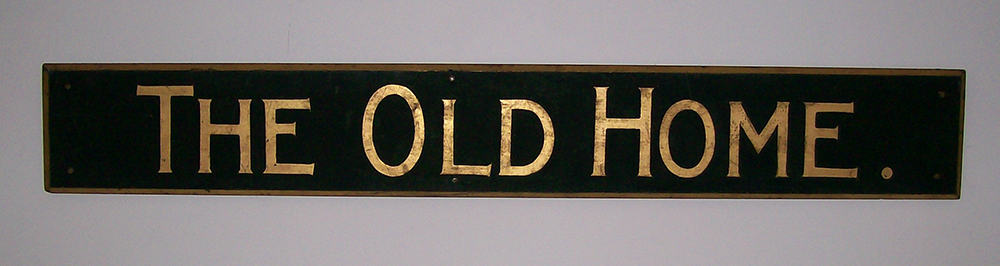 THE OLD HOME.